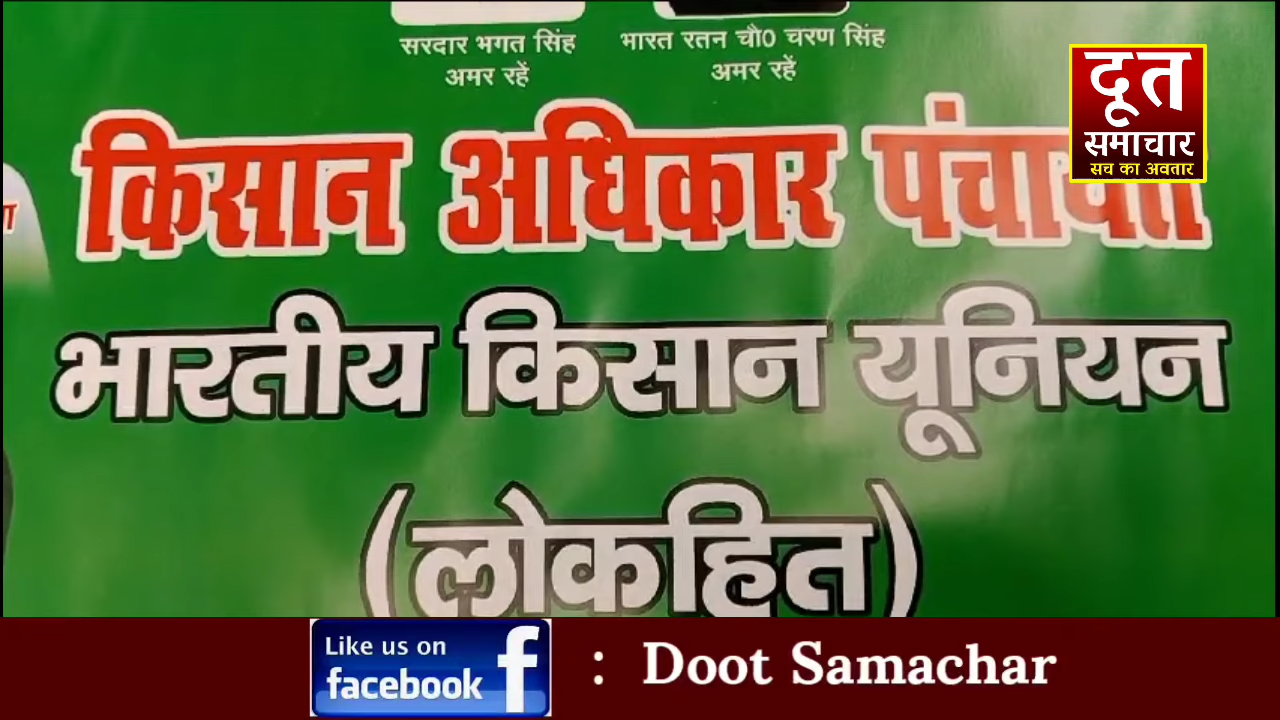 सरदार भगत सिंह
अमर रहें
भारत रतन चौ0 चरण सिंह
अमर रहें
दूत
समाचार
सच का अवतार
किसान अधिकार पंचायत
भारतीय किसान यूनियन
(लोकहित)
Like us on
facebook
: Doot Samachar